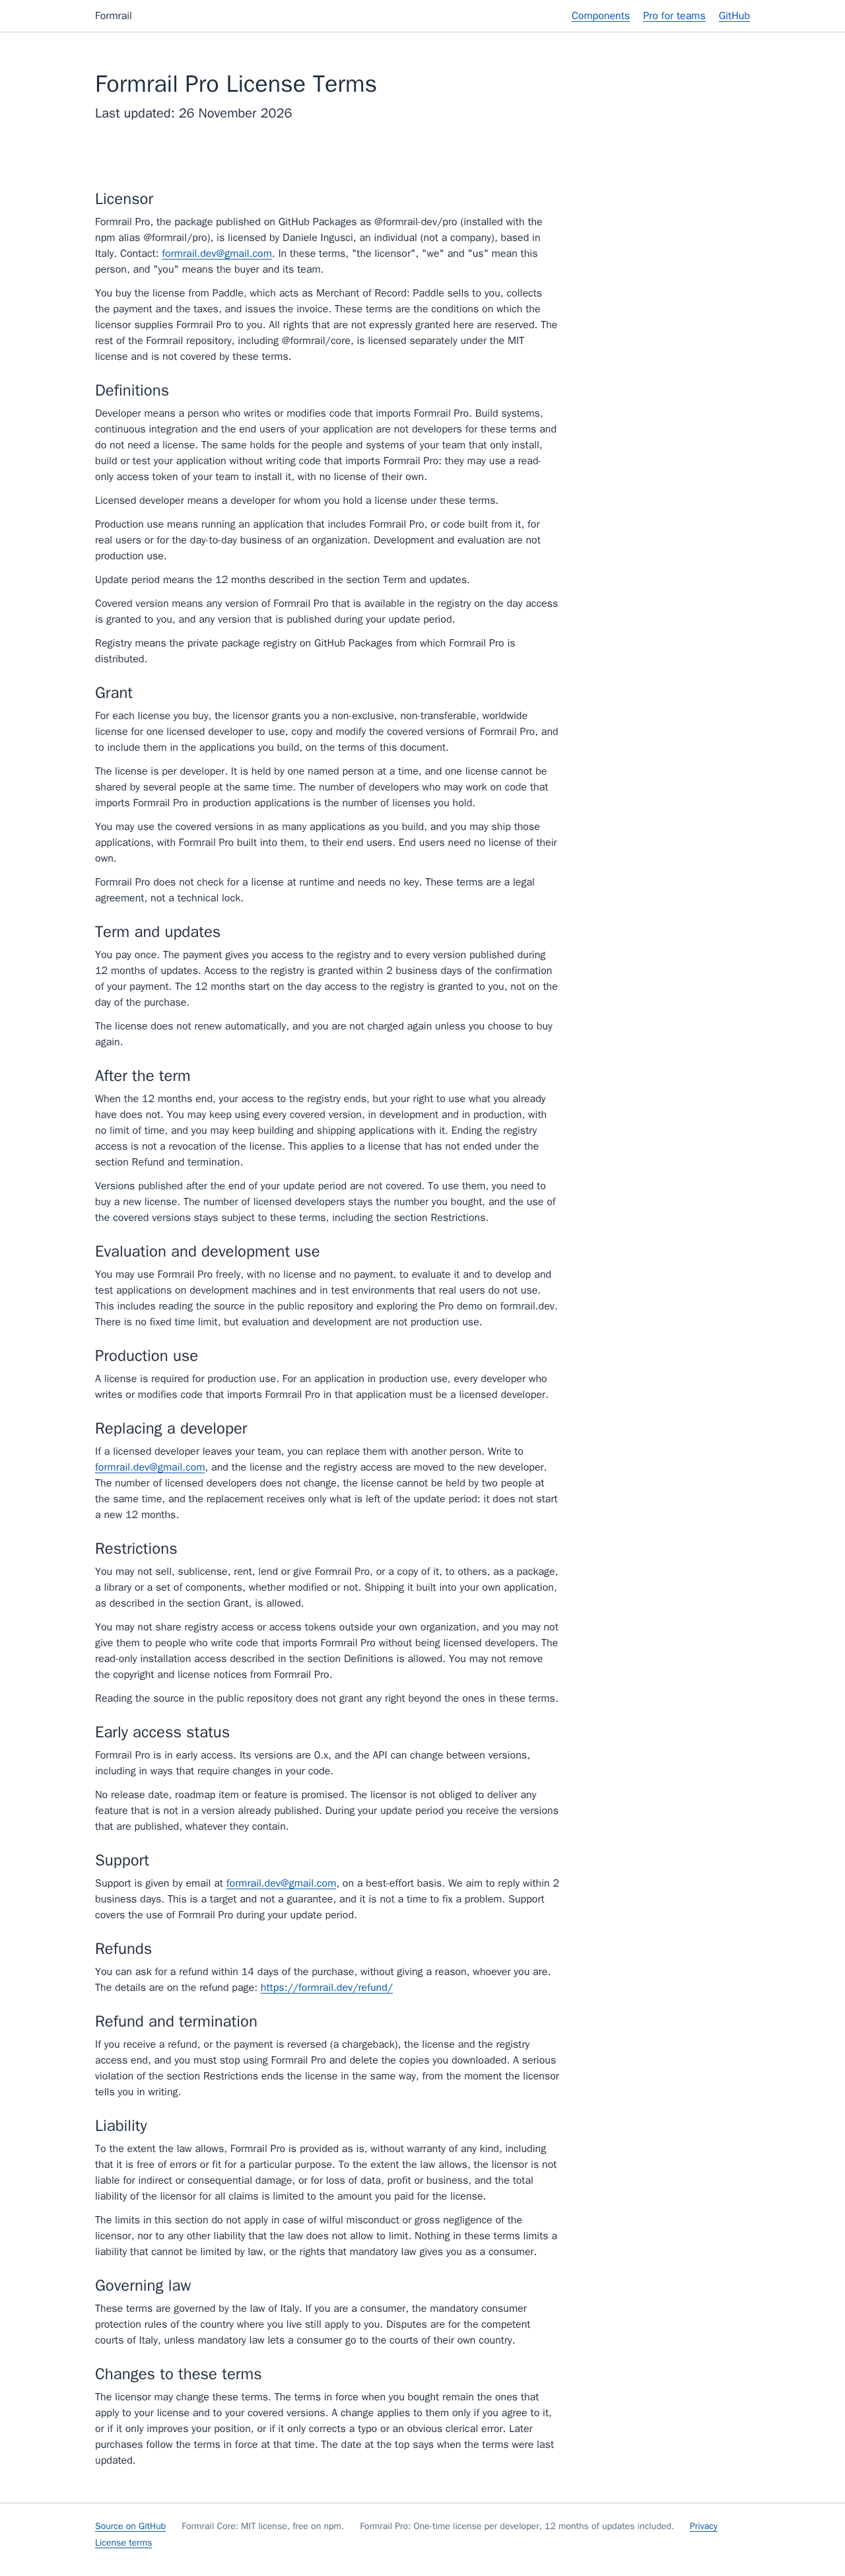 Formrail
Components Pro for teams GitHub
Formrail Pro License Terms
Last updated: 26 November 2026
Licensor
Formrail Pro, the package published on GitHub Packages as @formrail-dev/pro (installed with the
npm alias @formrail/pro), is licensed by Daniele Ingusci, an individual (not a company), based in
Italy. Contact: formrail.dev@gmail.com. In these terms, "the licensor", "we" and "us" mean this
person, and "you" means the buyer and its team.
You buy the license from Paddle, which acts as Merchant of Record: Paddle sells to you, collects
the payment and the taxes, and issues the invoice. These terms are the conditions on which the
licensor supplies Formrail Pro to you. All rights that are not expressly granted here are reserved. The
rest of the Formrail repository, including @formrail/core, is licensed separately under the MIT
license and is not covered by these terms.
Definitions
Developer means a person who writes or modifies code that imports Formrail Pro. Build systems,
continuous integration and the end users of your application are not developers for these terms and
do not need a license. The same holds for the people and systems of your team that only install,
build or test your application without writing code that imports Formrail Pro: they may use a read-
only access token of your team to install it, with no license of their own.
Licensed developer means a developer for whom you hold a license under these terms.
Production use means running an application that includes Formrail Pro, or code built from it, for
real users or for the day-to-day business of an organization. Development and evaluation are not
production use.
Update period means the 12 months described in the section Term and updates.
Covered version means any version of Formrail Pro that is available in the registry on the day access
is granted to you, and any version that is published during your update period.
Registry means the private package registry on GitHub Packages from which Formrail Pro is
distributed.
Grant
For each license you buy, the licensor grants you a non-exclusive, non-transferable, worldwide
license for one licensed developer to use, copy and modify the covered versions of Formrail Pro, and
to include them in the applications you build, on the terms of this document.
The license is per developer. It is held by one named person at a time, and one license cannot be
shared by several people at the same time. The number of developers who may work on code that
imports Formrail Pro in production applications is the number of licenses you hold.
You may use the covered versions in as many applications as you build, and you may ship those
applications, with Formrail Pro built into them, to their end users. End users need no license of their
own.
Formrail Pro does not check for a license at runtime and needs no key. These terms are a legal
agreement, not a technical lock.
Term and updates
You pay once. The payment gives you access to the registry and to every version published during
12 months of updates. Access to the registry is granted within 2 business days of the confirmation
of your payment. The 12 months start on the day access to the registry is granted to you, not on the
day of the purchase.
The license does not renew automatically, and you are not charged again unless you choose to buy
again.
After the term
When the 12 months end, your access to the registry ends, but your right to use what you already
have does not. You may keep using every covered version, in development and in production, with
no limit of time, and you may keep building and shipping applications with it. Ending the registry
access is not a revocation of the license. This applies to a license that has not ended under the
section Refund and termination.
Versions published after the end of your update period are not covered. To use them, you need to
buy a new license. The number of licensed developers stays the number you bought, and the use of
the covered versions stays subject to these terms, including the section Restrictions.
Evaluation and development use
You may use Formrail Pro freely, with no license and no payment, to evaluate it and to develop and
test applications on development machines and in test environments that real users do not use.
This includes reading the source in the public repository and exploring the Pro demo on formrail.dev.
There is no fixed time limit, but evaluation and development are not production use.
Production use
A license is required for production use. For an application in production use, every developer who
writes or modifies code that imports Formrail Pro in that application must be a licensed developer.
Replacing a developer
If a licensed developer leaves your team, you can replace them with another person. Write to
formrail.dev@gmail.com, and the license and the registry access are moved to the new developer.
The number of licensed developers does not change, the license cannot be held by two people at
the same time, and the replacement receives only what is left of the update period: it does not start
a new 12 months.
Restrictions
You may not sell, sublicense, rent, lend or give Formrail Pro, or a copy of it, to others, as a package,
a library or a set of components, whether modified or not. Shipping it built into your own application,
as described in the section Grant, is allowed.
You may not share registry access or access tokens outside your own organization, and you may not
give them to people who write code that imports Formrail Pro without being licensed developers. The
read-only installation access described in the section Definitions is allowed. You may not remove
the copyright and license notices from Formrail Pro.
Reading the source in the public repository does not grant any right beyond the ones in these terms.
Early access status
Formrail Pro is in early access. Its versions are 0.x, and the API can change between versions,
including in ways that require changes in your code.
No release date, roadmap item or feature is promised. The licensor is not obliged to deliver any
feature that is not in a version already published. During your update period you receive the versions
that are published, whatever they contain.
Support
Support is given by email at formrail.dev@gmail.com, on a best-effort basis. We aim to reply within 2
business days. This is a target and not a guarantee, and it is not a time to fix a problem. Support
covers the use of Formrail Pro during your update period.
Refunds
You can ask for a refund within 14 days of the purchase, without giving a reason, whoever you are.
The details are on the refund page: https://formrail.dev/refund/
Refund and termination
If you receive a refund, or the payment is reversed (a chargeback), the license and the registry
access end, and you must stop using Formrail Pro and delete the copies you downloaded. A serious
violation of the section Restrictions ends the license in the same way, from the moment the licensor
tells you in writing.
Liability
To the extent the law allows, Formrail Pro is provided as is, without warranty of any kind, including
that it is free of errors or fit for a particular purpose. To the extent the law allows, the licensor is not
liable for indirect or consequential damage, or for loss of data, profit or business, and the total
liability of the licensor for all claims is limited to the amount you paid for the license.
The limits in this section do not apply in case of wilful misconduct or gross negligence of the
licensor, nor to any other liability that the law does not allow to limit. Nothing in these terms limits a
liability that cannot be limited by law, or the rights that mandatory law gives you as a consumer.
Governing law
These terms are governed by the law of Italy. If you are a consumer, the mandatory consumer
protection rules of the country where you live still apply to you. Disputes are for the competent
courts of Italy, unless mandatory law lets a consumer go to the courts of their own country.
Changes to these terms
The licensor may change these terms. The terms in force when you bought remain the ones that
apply to your license and to your covered versions. A change applies to them only if you agree to it,
or if it only improves your position, or if it only corrects a typo or an obvious clerical error. Later
purchases follow the terms in force at that time. The date at the top says when the terms were last
updated.
Source on GitHub Formrail Core: MIT license, free on npm. Formrail Pro: One-time license per developer, 12 months of updates included. Privacy
License terms